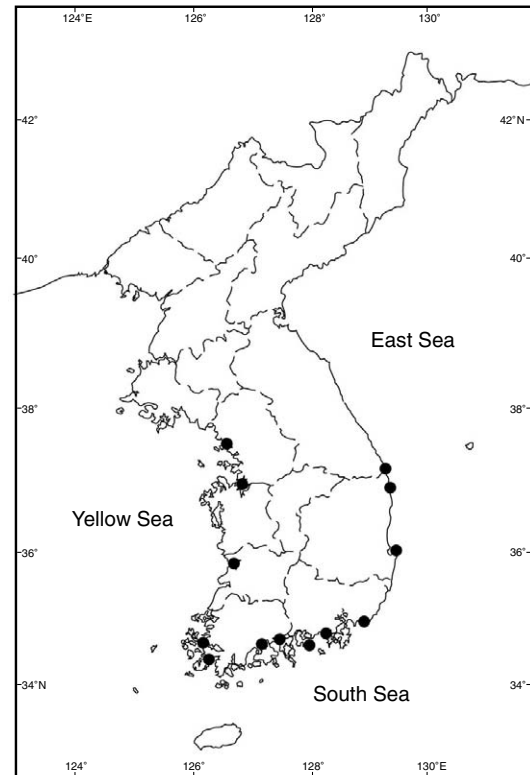 124˚E 126˚ 128˚ 130˚
42˚ 42˚N
40˚ 40˚
East Sea
38˚ 38˚
Yellow Sea
36˚ 36˚
34˚N 34˚
South Sea
124˚ 126˚ 128˚ 130˚E